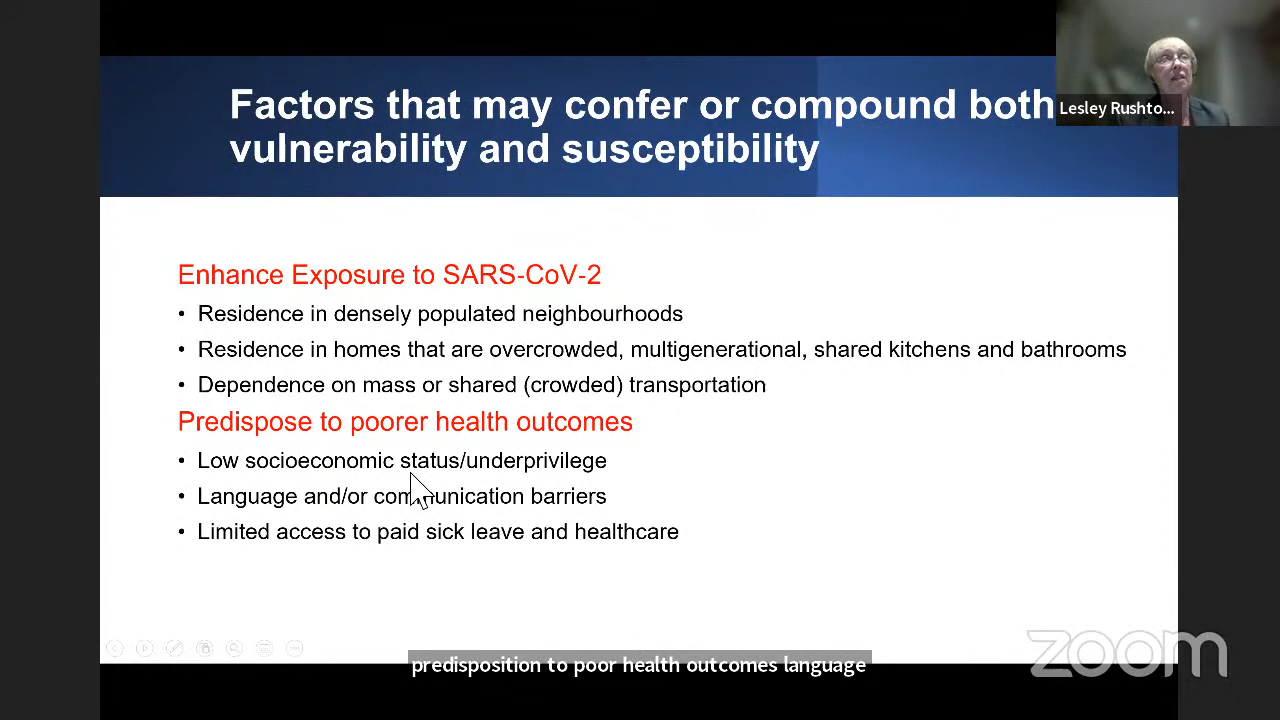 Factors that may confer or compound both
vulnerability and susceptibility
Lesley Rushto...
Enhance Exposure to SARS-CoV-2
• Residence in densely populated neighbourhoods
• Residence in homes that are overcrowded, multigenerational, shared kitchens and bathrooms
• Dependence on mass or shared (crowded) transportation
Predispose to poorer health outcomes
• Low socioeconomic status/underprivilege
• Language and/or communication barriers
• Limited access to paid sick leave and healthcare
predisposition to poor health outcomes language
zoom